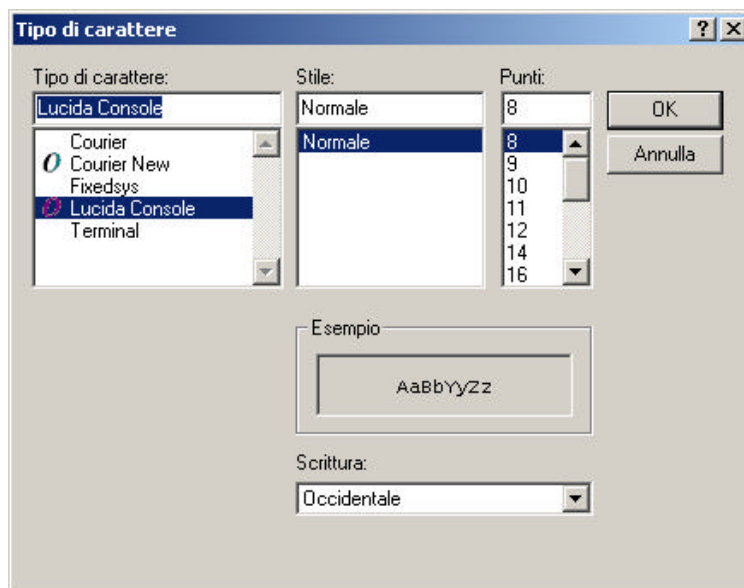 Tipo di carattere
Tipo di carattere:
Lucida Console
Courier
Courier New
Fixedsys
Lucida Console
Terminal
Stile:
Normale
Normale
Punti:
8
8
9
10
11
12
14
16
OK
Annulla
Esempio
AaBbYyZz
Scrittura:
Occidentale